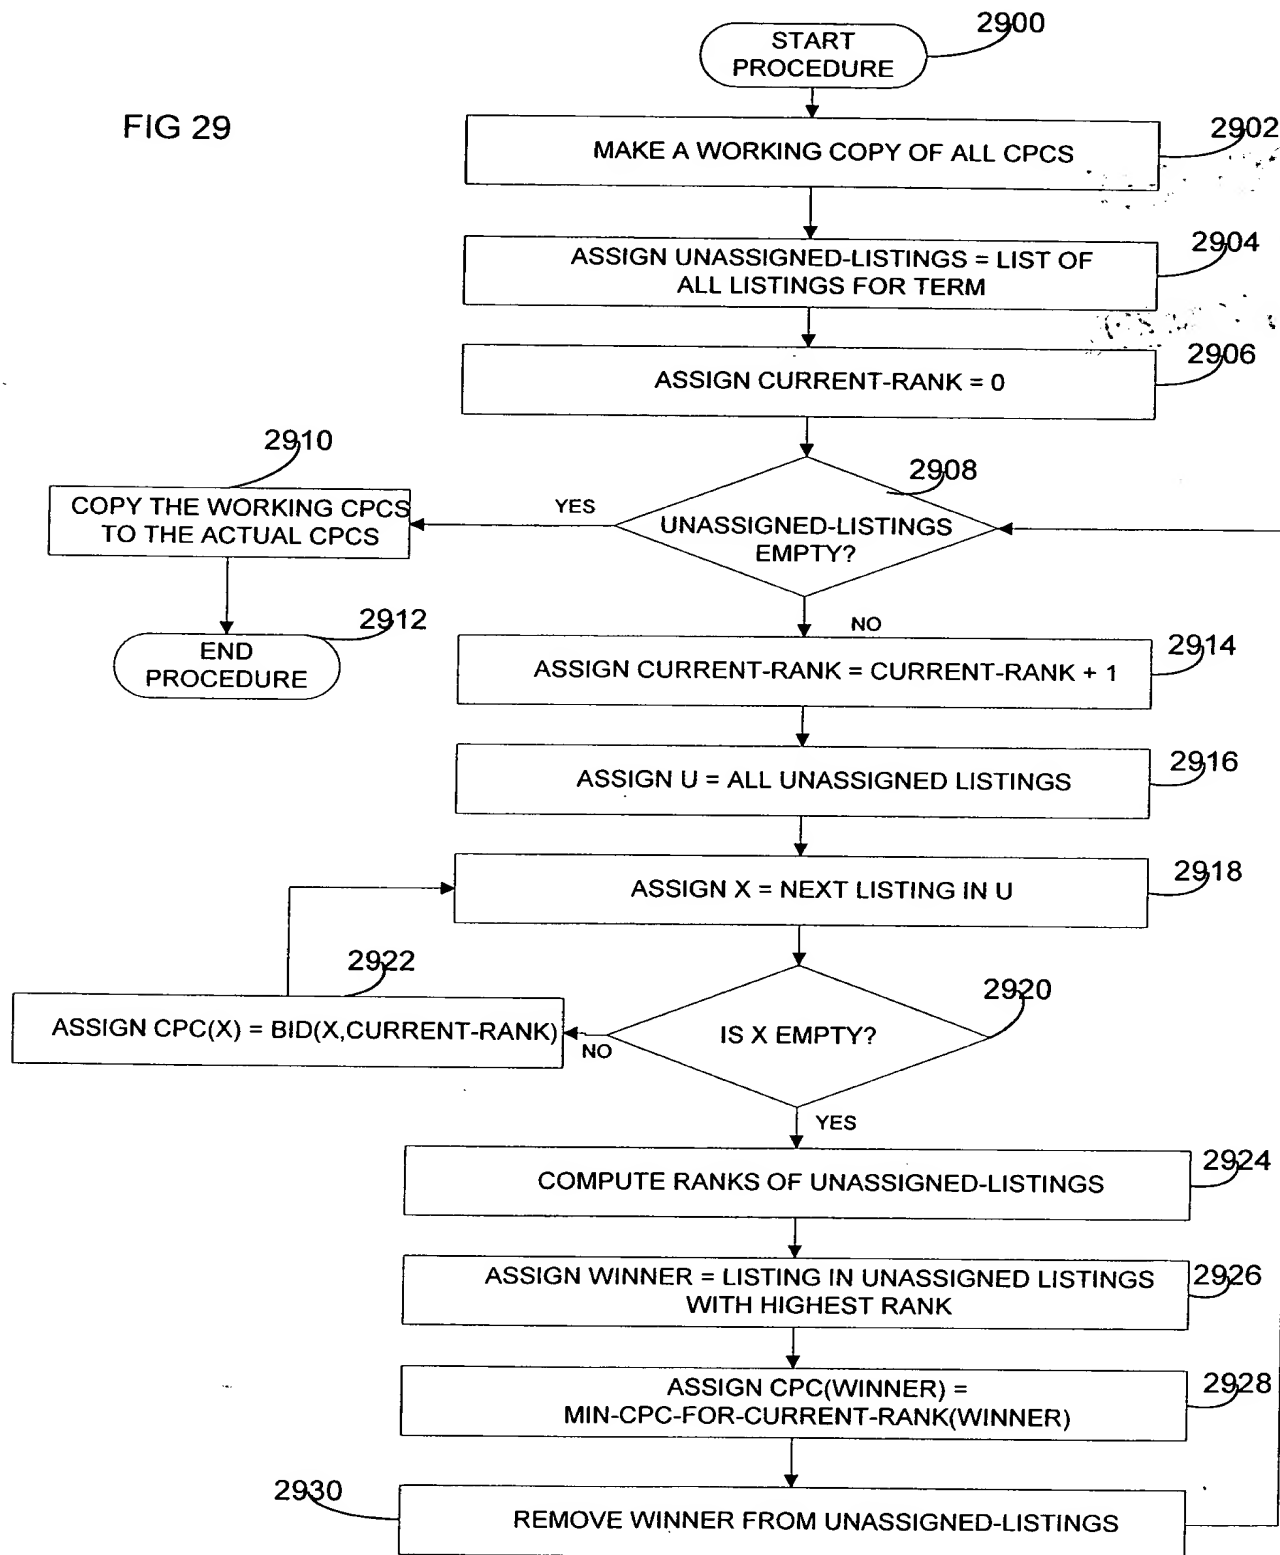 2900
START
PROCEDURE
FIG 29
2902
MAKE A WORKING COPY OF ALL CPCS
2904
ASSIGN UNASSIGNED-LISTINGS = LIST OF
ALL LISTINGS FOR TERM
2906
ASSIGN CURRENT-RANK = 0
2910
COPY THE WORKING CPCS
TO THE ACTUAL CPCS
YES
2908
UNASSIGNED-LISTINGS
EMPTY?
2912
END
PROCEDURE
NO
2914
ASSIGN CURRENT-RANK = CURRENT-RANK + 1
2916
ASSIGN U = ALL UNASSIGNED LISTINGS
2918
ASSIGN X = NEXT LISTING IN U
2922
ASSIGN CPC(X) = BID(X,CURRENT-RANK)
NO
2920
IS X EMPTY?
YES
2924
COMPUTE RANKS OF UNASSIGNED-LISTINGS
2926
ASSIGN WINNER = LISTING IN UNASSIGNED LISTINGS
WITH HIGHEST RANK
2928
ASSIGN CPC(WINNER) =
MIN-CPC-FOR-CURRENT-RANK(WINNER)
2930
REMOVE WINNER FROM UNASSIGNED-LISTINGS